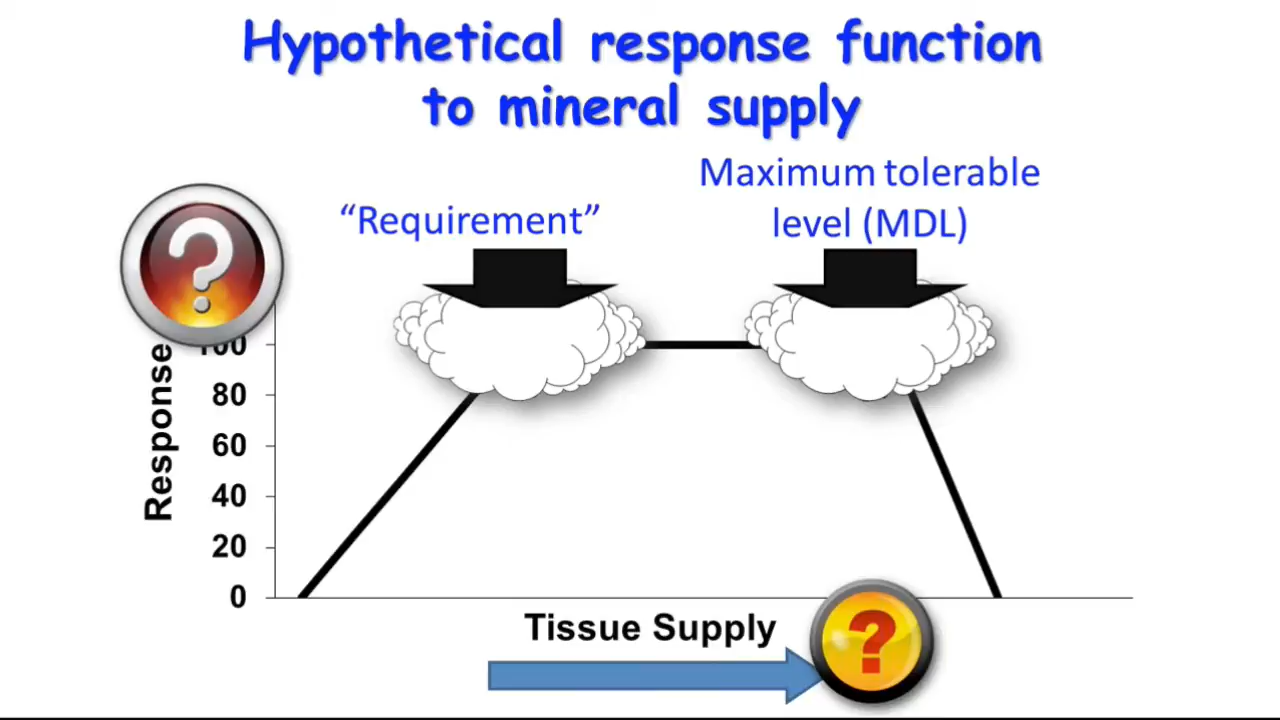 Hypothetical response function
to mineral supply
Maximum tolerable
level (MDL)
“Requirement”
?
Response
100
80
60
40
20
0
Tissue Supply
?